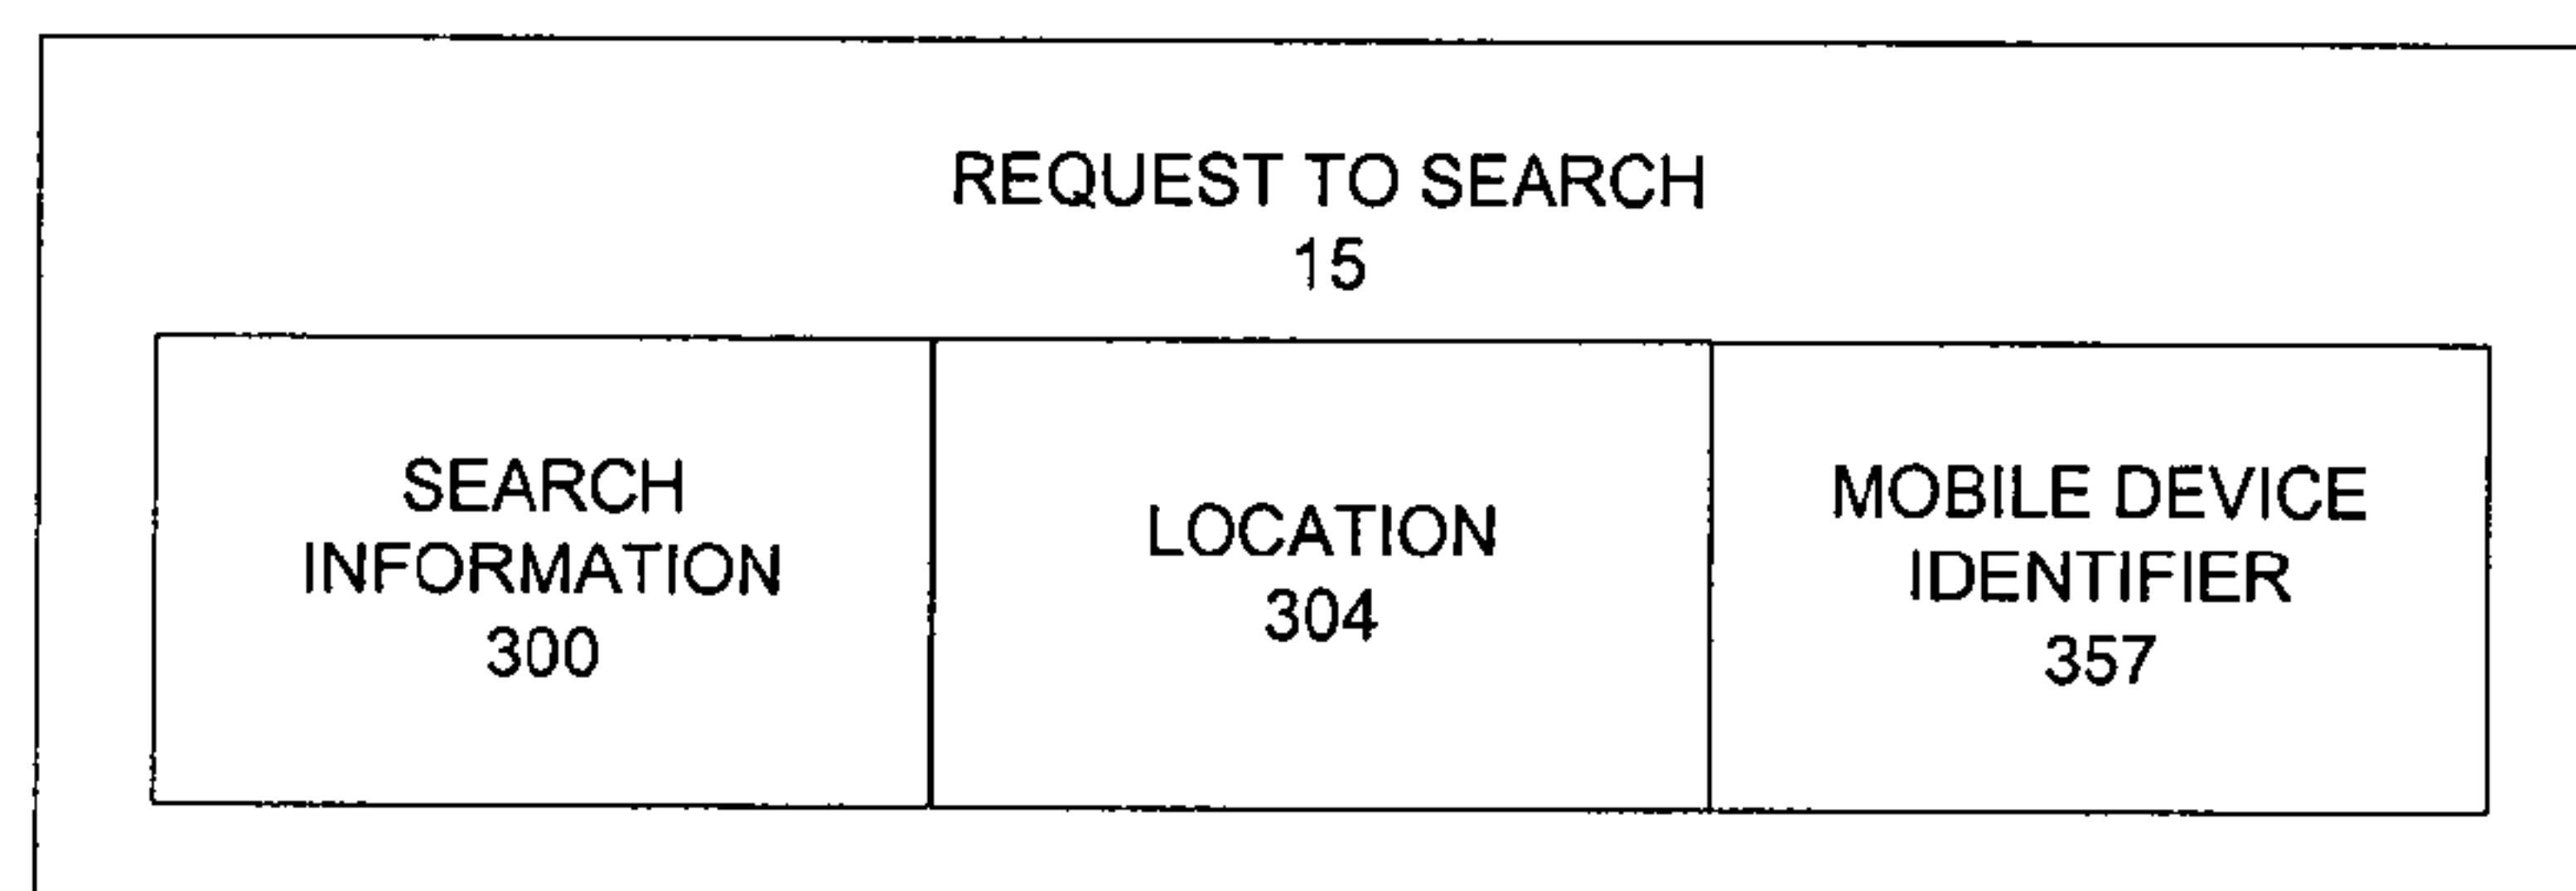 REQUEST TO SEARCH
15
SEARCH
INFORMATION
300
LOCATION
304
MOBILE DEVICE
IDENTIFIER
357